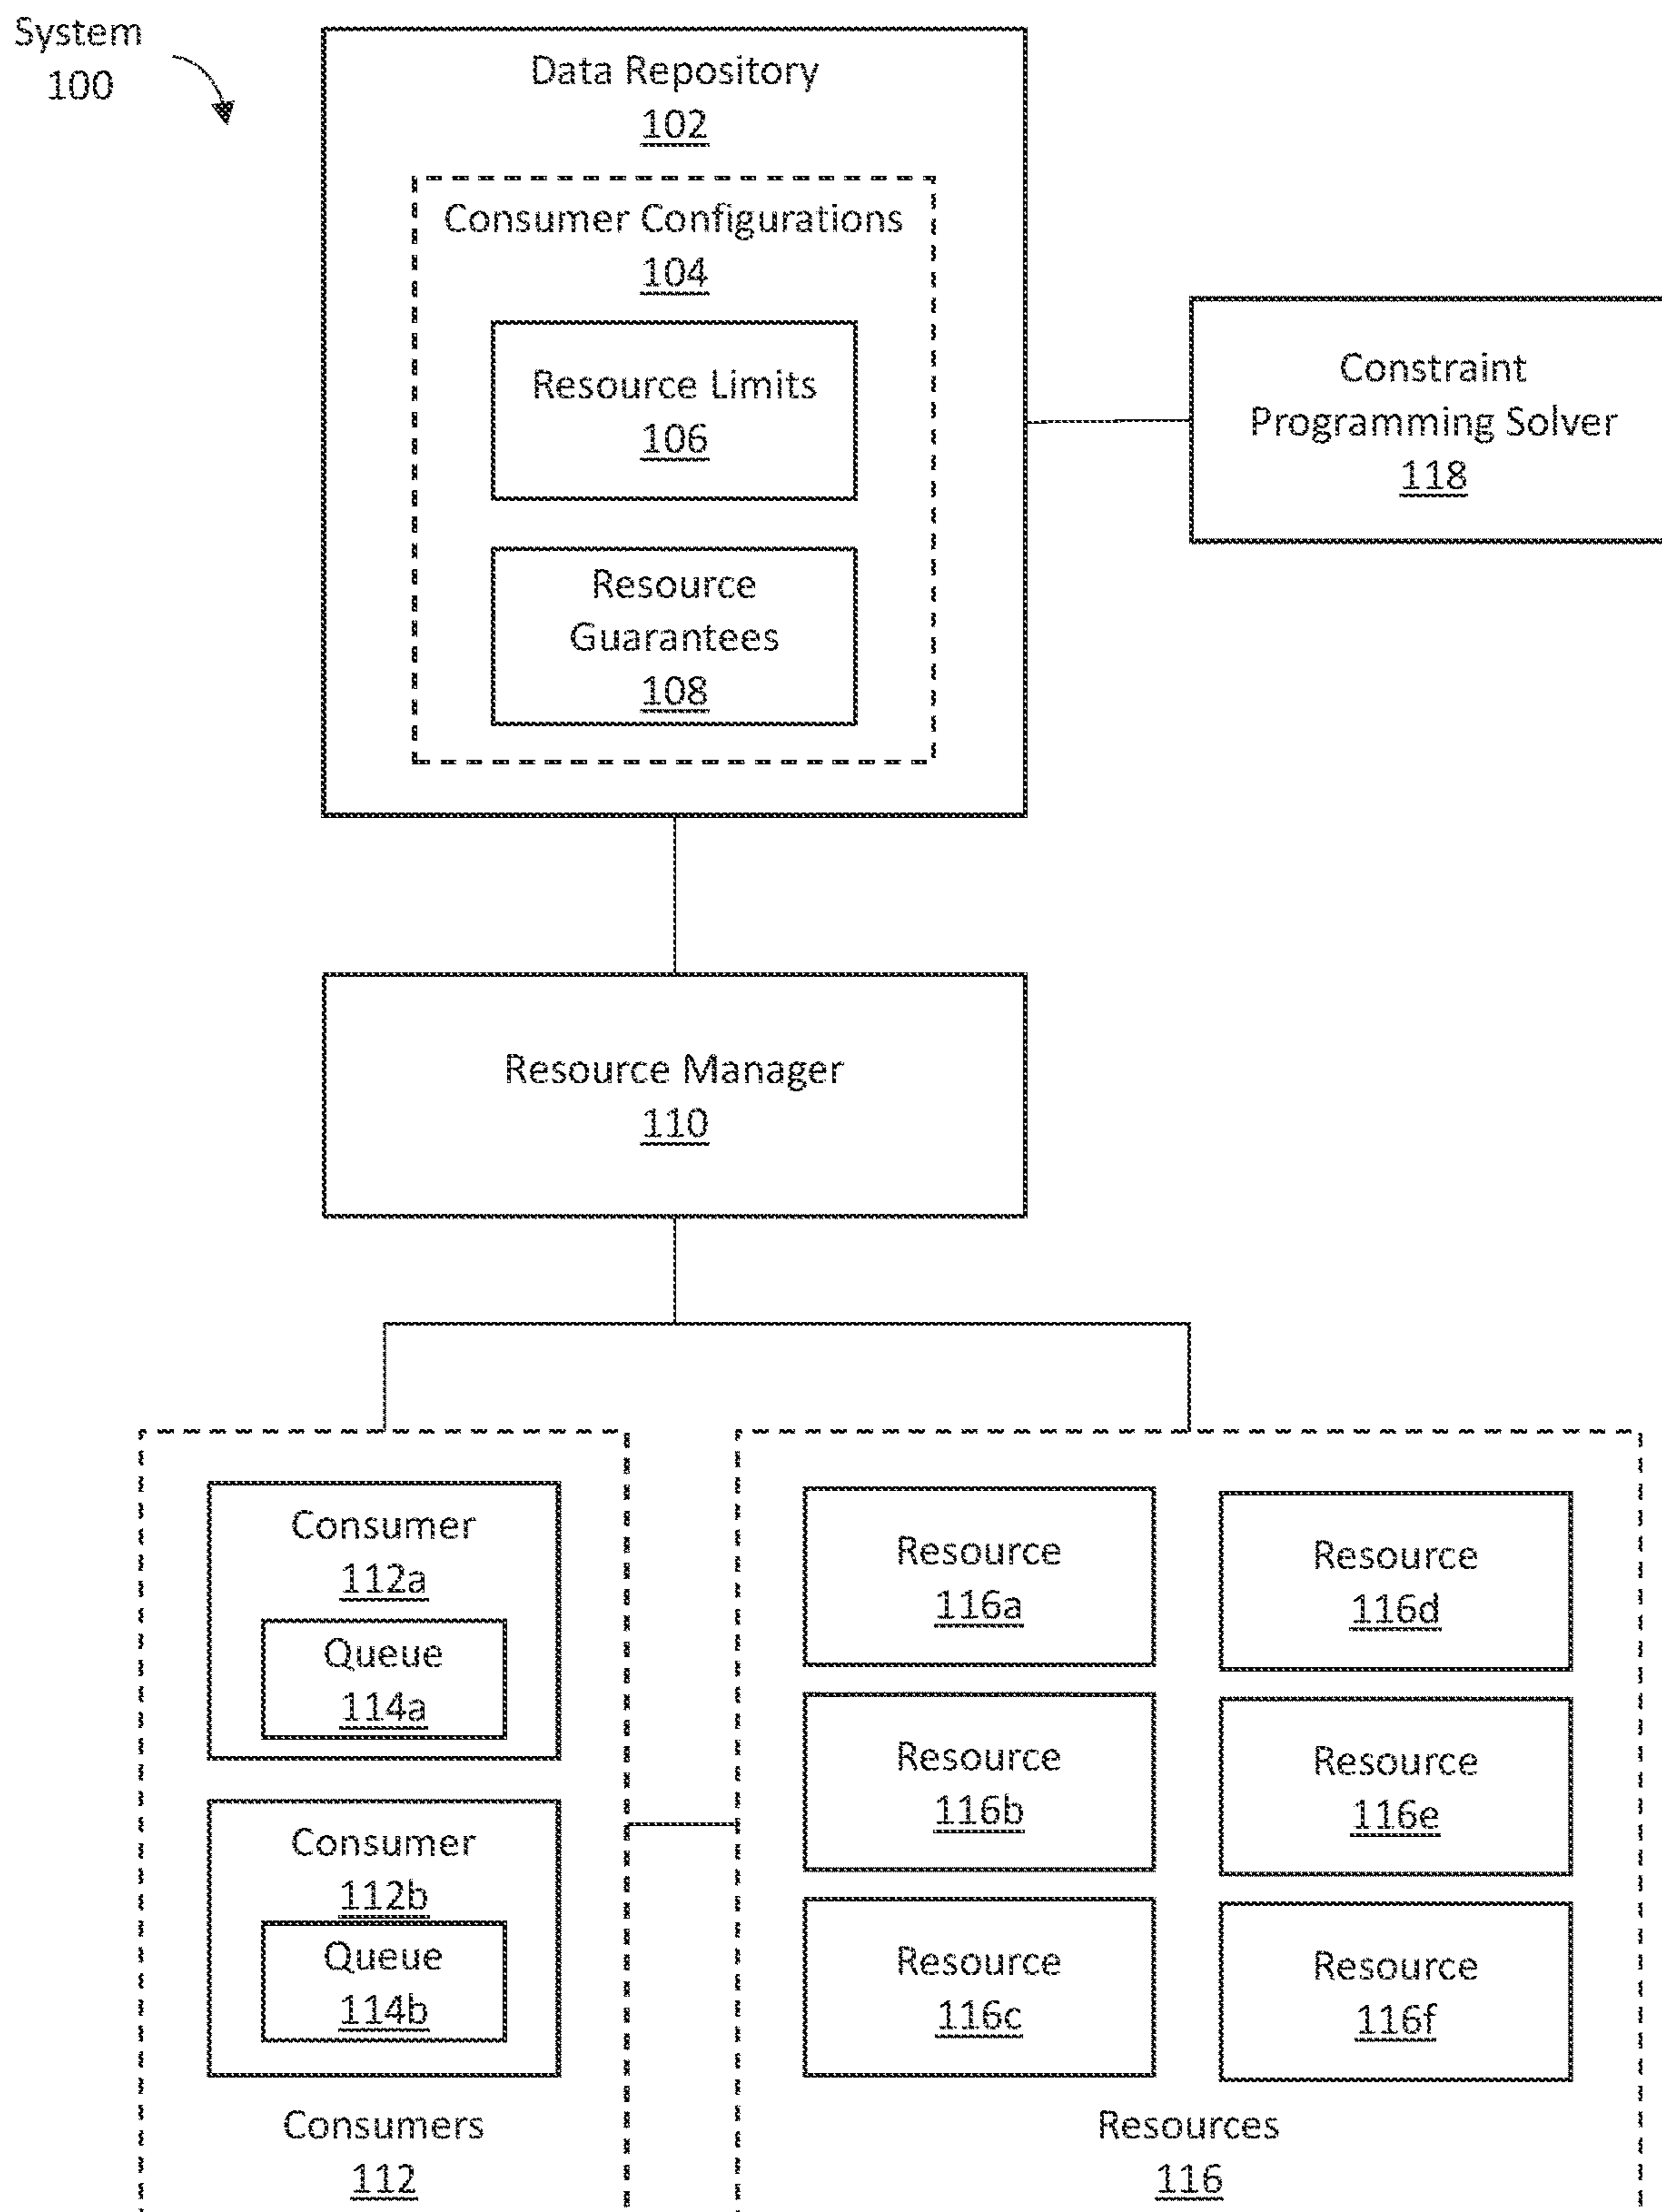 System
100
Data Repository
102
Consumer Configurations
104
Resource Limits
106
Resource
Guarantees
108
Constraint
Programming Solver
118
Resource Manager
110
Consumer
112a
Queue
114a
Consumer
112b
Queue
114b
Consumers
112
Resource
116a
Resource
116d
Resource
116b
Resource
116e
Resource
116c
Resource
116f
Resources
116